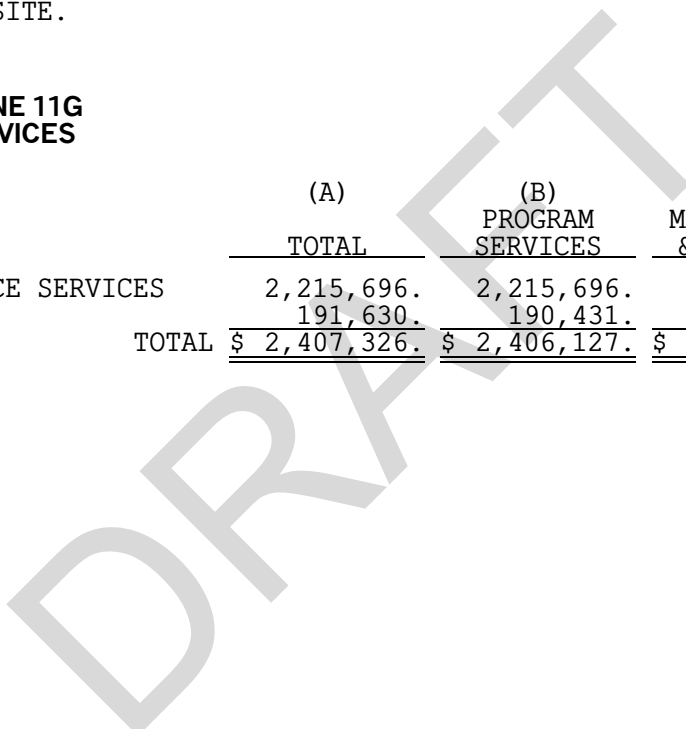 SITE.
NE 11G
VICES
(A) (B)
PROGRAM M
TOTAL SERVICES &
CE SERVICES 2,215,696. 2,215,696.
191,630. 190,431.
TOTAL $ 2,407,326. $ 2,406,127. $
DRAFT